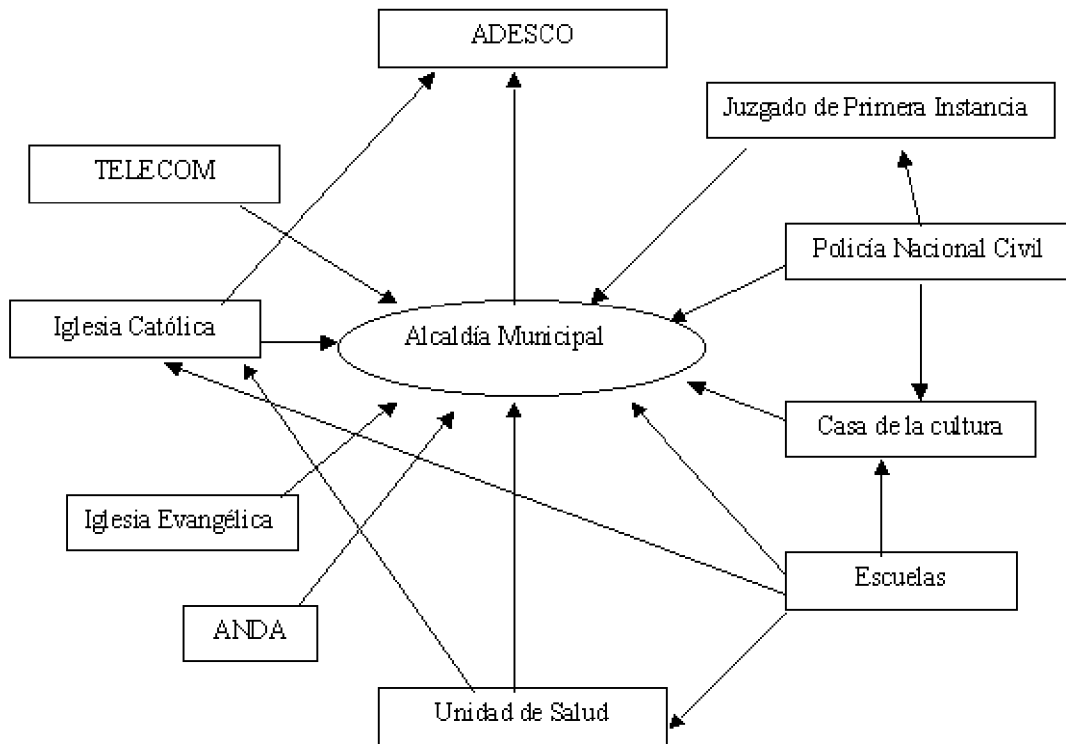 ADESCO
Juzgado de Primera Instancia
TELECOM
Policía Nacional Civil
Iglesia Católica
Alcaldía Municipal
Casa de la cultura
Iglesia Evangélica
Escuelas
ANDA
Unidad de Salud